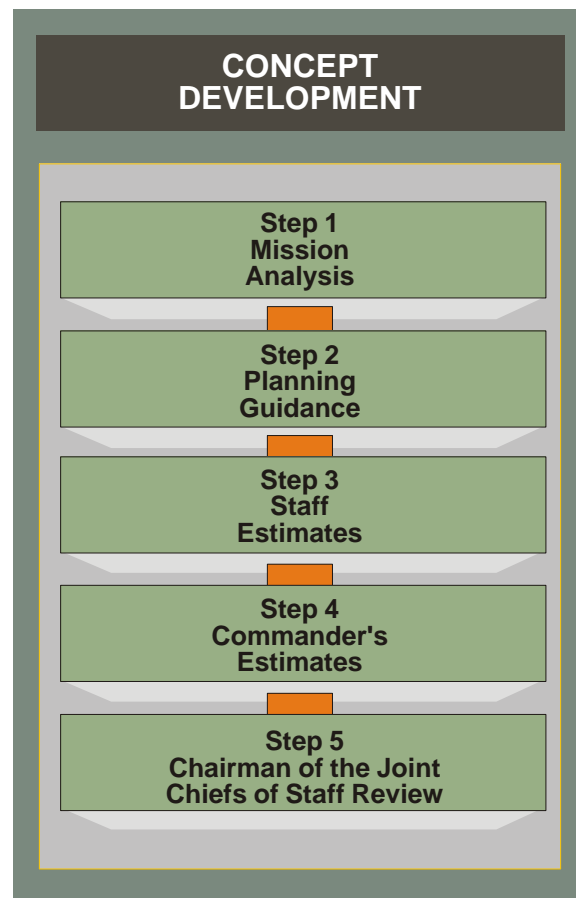 CONCEPT
DEVELOPMENT
Step 1
Mission
Analysis
Step 2
Planning
Guidance
Step 3
Staff
Estimates
Step 4
Commander's
Estimates
Step 5
Chairman of the Joint
Chiefs of Staff Review